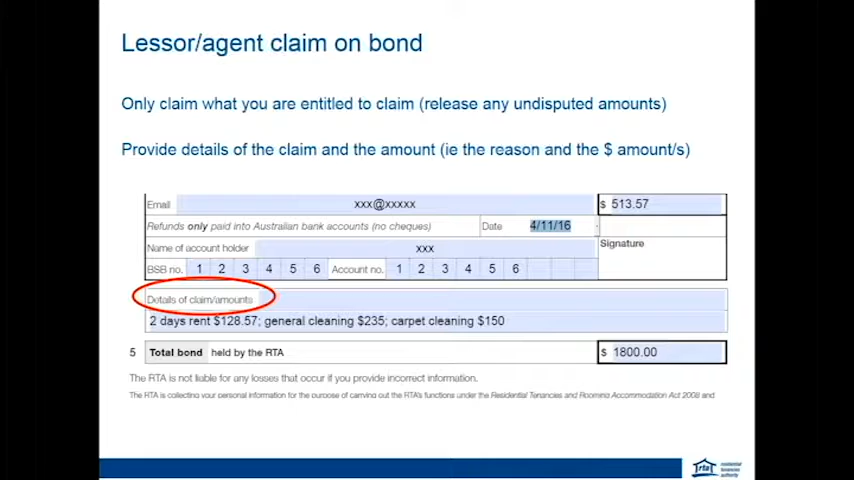 Lessor/agent claim on bond
Only claim what you are entitled to claim (release any undisputed amounts)
Provide details of the claim and the amount (ie the reason and the $ amount/s)
Email xxx@xxxxx $ 513.57
Refunds only paid into Australian bank accounts (no cheques) Date 4/11/16
Name of account holder xxx Signature
BSB no. 1 2 3 4 5 6 Account no. 1 2 3 4 5 6
Details of claim/amounts
2 days rent $128.57; general cleaning $235; carpet cleaning $150
5 Total bond held by the RTA $ 1800.00
The RTA is not liable for any losses that occur if you provide incorrect information.
The RTA is collecting your personal information for the purpose of carrying out the RTA's functions under the Residential Tenancies and Rooming Accommodation Act 2008 and
rta residential
tenancies
authority